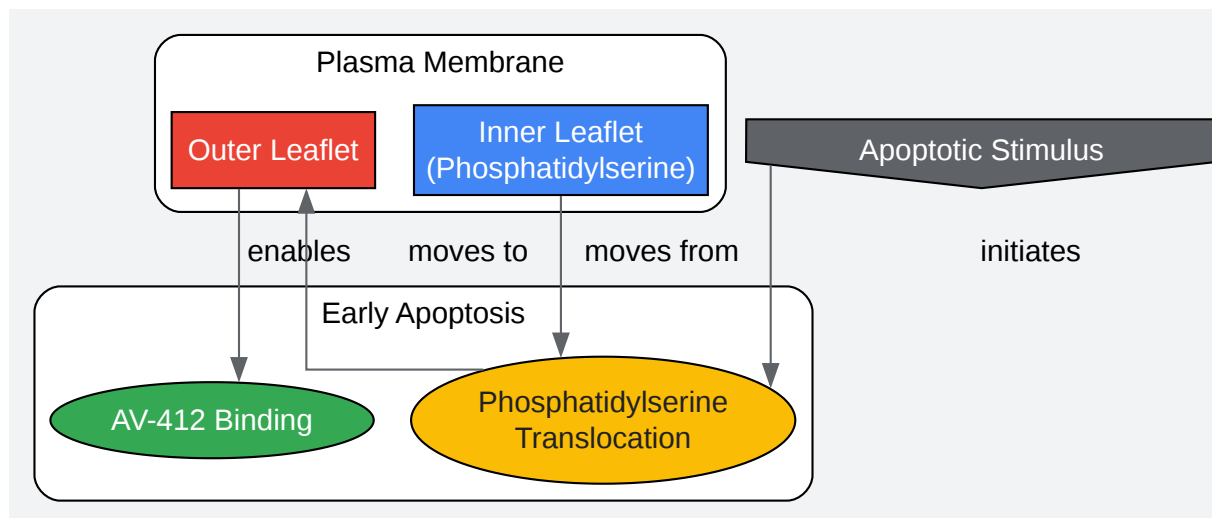 Plasma Membrane
Outer Leaflet
Inner Leaflet
(Phosphatidylserine)
Apoptotic Stimulus
enables
moves to
moves from
initiates
Early Apoptosis
AV-412 Binding
Phosphatidylserine
Translocation